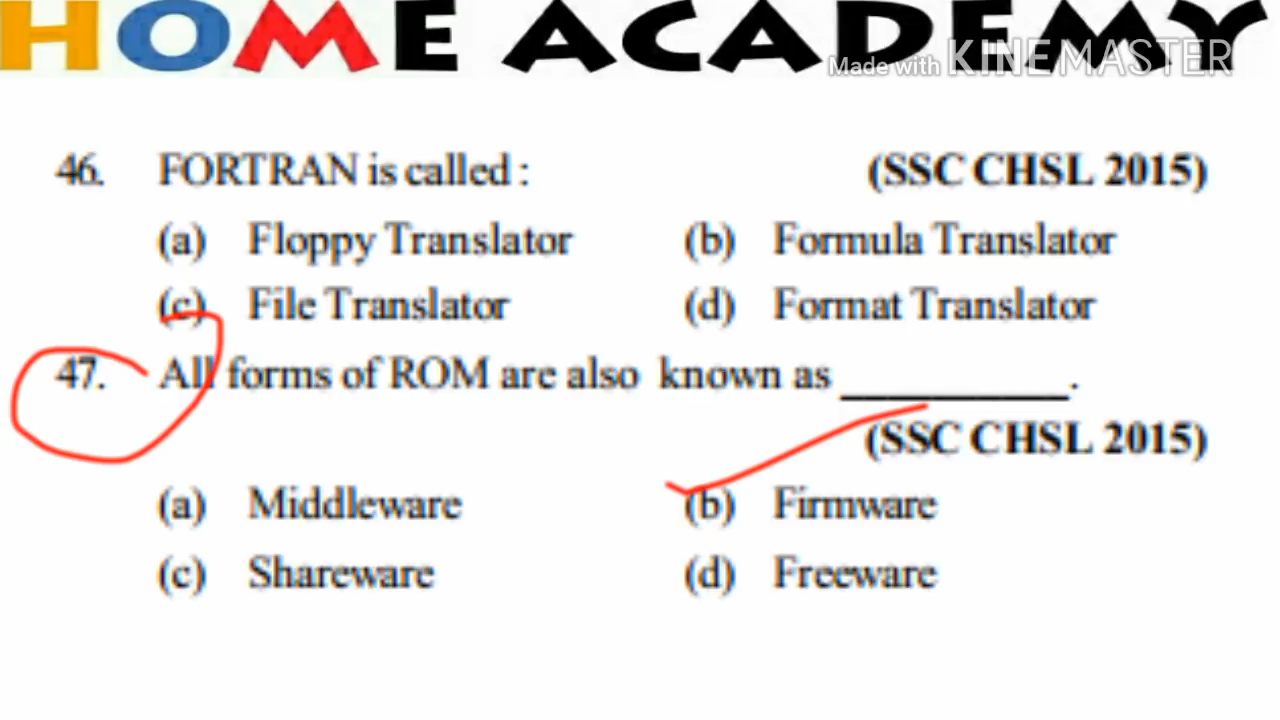 HOME ACADEMY
Made with KINEMASTER
46. FORTRAN is called : (SSC CHSL 2015)
(a) Floppy Translator (b) Formula Translator
(c) File Translator (d) Format Translator
47. All forms of ROM are also known as __________.
(SSC CHSL 2015)
(a) Middleware (b) Firmware
(c) Shareware (d) Freeware